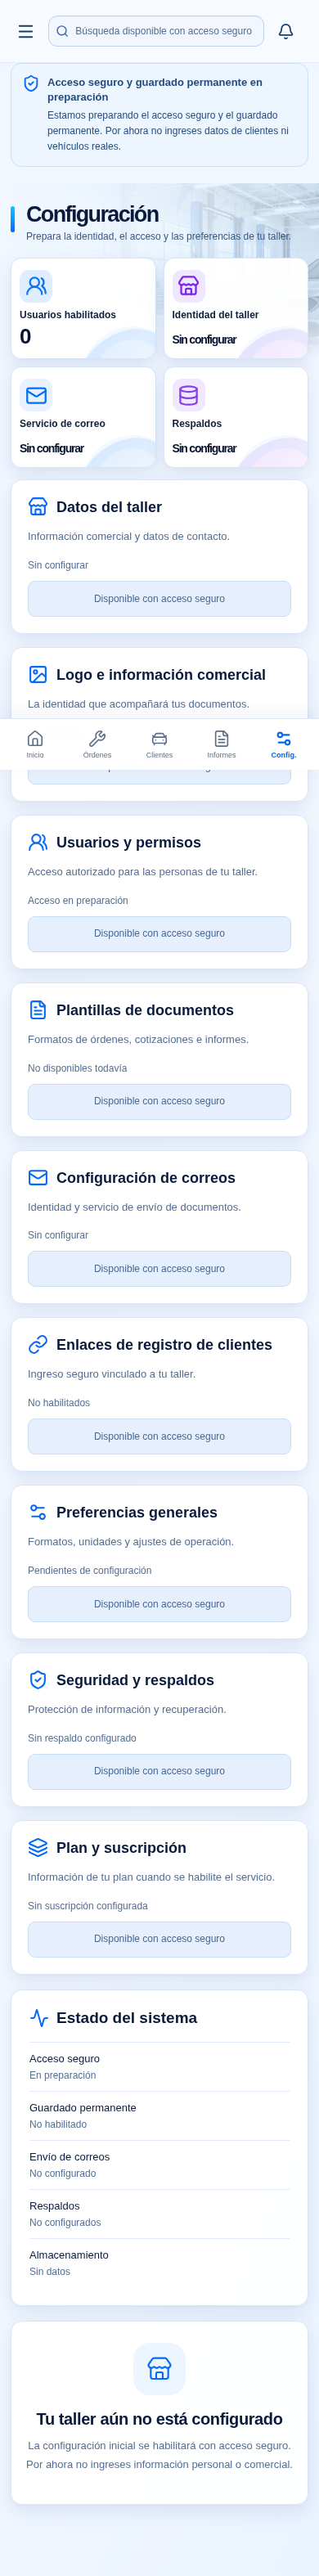 Búsqueda disponible con acceso seguro
Acceso seguro y guardado permanente en
preparación
Estamos preparando el acceso seguro y el guardado
permanente. Por ahora no ingreses datos de clientes ni
vehículos reales.
Configuración
Prepara la identidad, el acceso y las preferencias de tu taller.
Usuarios habilitados
0
Identidad del taller
Sin configurar
Servicio de correo
Sin configurar
Respaldos
Sin configurar
Datos del taller
Información comercial y datos de contacto.
Sin configurar
Disponible con acceso seguro
Logo e información comercial
La identidad que acompañará tus documentos.
Inicio
Órdenes
Clientes
Informes
Config.
Usuarios y permisos
Acceso autorizado para las personas de tu taller.
Acceso en preparación
Disponible con acceso seguro
Plantillas de documentos
Formatos de órdenes, cotizaciones e informes.
No disponibles todavía
Disponible con acceso seguro
Configuración de correos
Identidad y servicio de envío de documentos.
Sin configurar
Disponible con acceso seguro
Enlaces de registro de clientes
Ingreso seguro vinculado a tu taller.
No habilitados
Disponible con acceso seguro
Preferencias generales
Formatos, unidades y ajustes de operación.
Pendientes de configuración
Disponible con acceso seguro
Seguridad y respaldos
Protección de información y recuperación.
Sin respaldo configurado
Disponible con acceso seguro
Plan y suscripción
Información de tu plan cuando se habilite el servicio.
Sin suscripción configurada
Disponible con acceso seguro
Estado del sistema
Acceso seguro
En preparación
Guardado permanente
No habilitado
Envío de correos
No configurado
Respaldos
No configurados
Almacenamiento
Sin datos
Tu taller aún no está configurado
La configuración inicial se habilitará con acceso seguro.
Por ahora no ingreses información personal o comercial.